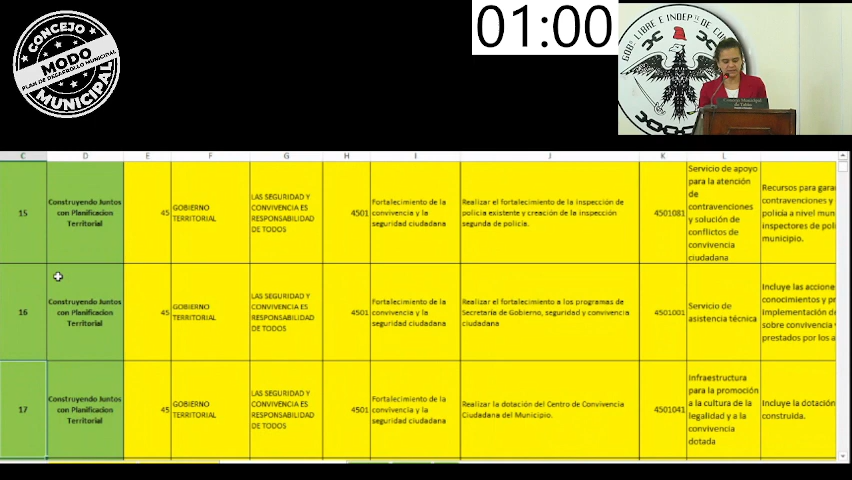 CONCEJO
MODO
PLAN DE DESARROLLO MUNICIPAL
MUNICIPAL
01:00
GOB° LIBRE E INDEP
DE CU
Concejo Municipal
C D E F G H I J K L
15
Construyendo Juntos
con Planificacion
Territorial
45
GOBIERNO
TERRITORIAL
LAS SEGURIDAD Y
CONVIVENCIA ES
RESPONSABILIDAD
DE TODOS
4501
Fortalecimiento de la
convivencia y la
seguridad ciudadana
Realizar el fortalecimiento de la inspección de
policía existente y creación de la inspección
segunda de policía.
4501081
Servicio de apoyo
para la atención
de
contravenciones
y solución de
conflictos de
convivencia
ciudadana
Recursos para gara
contravenciones y
policía a nivel mun
inspectores de poli
municipio.
16
Construyendo Juntos
con Planificacion
Territorial
45
GOBIERNO
TERRITORIAL
LAS SEGURIDAD Y
CONVIVENCIA ES
RESPONSABILIDAD
DE TODOS
4501
Fortalecimiento de la
convivencia y la
seguridad ciudadana
Realizar el fortalecimiento a los programas de
Secretaría de Gobierno, seguridad y convivencia
ciudadana
4501001
Servicio de
asistencia técnica
Incluye las accione
conocimientos y pr
implementación de
sobre convivencia y
prestados por los a
17
Construyendo Juntos
con Planificacion
Territorial
45
GOBIERNO
TERRITORIAL
LAS SEGURIDAD Y
CONVIVENCIA ES
RESPONSABILIDAD
DE TODOS
4501
Fortalecimiento de la
convivencia y la
seguridad ciudadana
Realizar la dotación del Centro de Convivencia
Ciudadana del Municipio.
4501041
Infraestructura
para la promoción
a la cultura de la
legalidad y a la
convivencia
dotada
Incluye la dotación
construida.